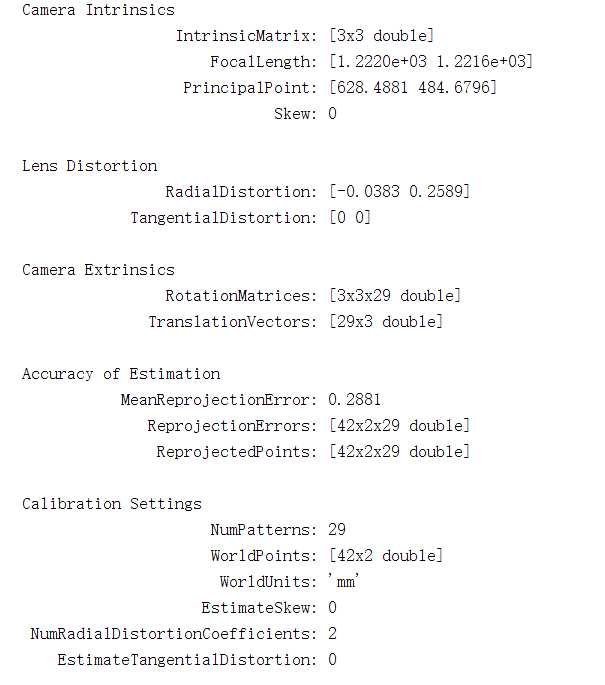 Camera Intrinsics
IntrinsicMatrix: [3x3 double]
FocalLength: [1.2220e+03 1.2216e+03]
PrincipalPoint: [628.4881 484.6796]
Skew: 0
Lens Distortion
RadialDistortion: [-0.0383 0.2589]
TangentialDistortion: [0 0]
Camera Extrinsics
RotationMatrices: [3x3x29 double]
TranslationVectors: [29x3 double]
Accuracy of Estimation
MeanReprojectionError: 0.2881
ReprojectionErrors: [42x2x29 double]
ReprojectedPoints: [42x2x29 double]
Calibration Settings
NumPatterns: 29
WorldPoints: [42x2 double]
WorldUnits: 'mm'
EstimateSkew: 0
NumRadialDistortionCoefficients: 2
EstimateTangentialDistortion: 0